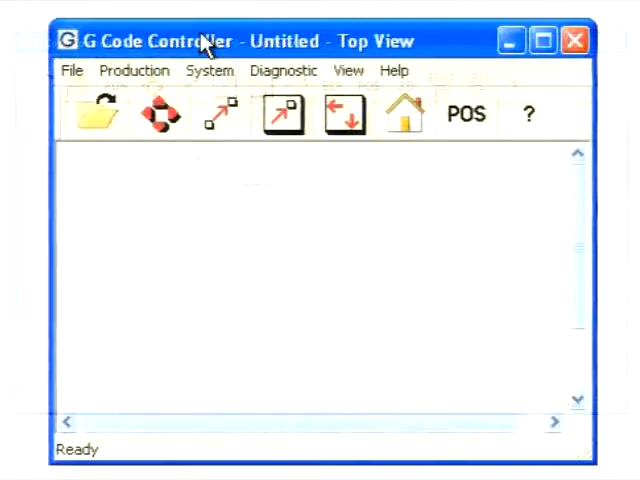 G G Code Controller - Untitled - Top View
File Production System Diagnostic View Help
POS ?
Ready